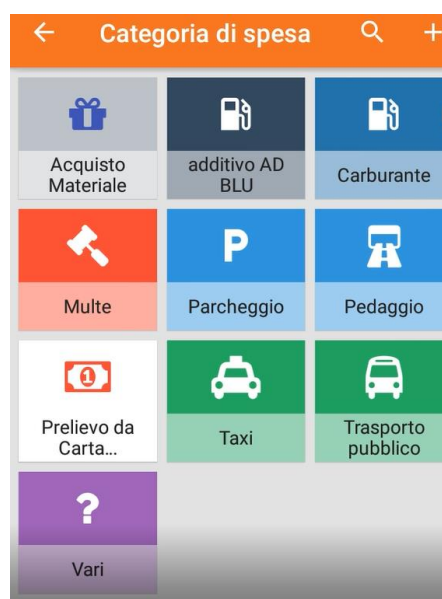 Categoria di spesa
Acquisto
Materiale
additivo AD
BLU
Carburante
Multe
P
Parcheggio
Pedaggio
1
Prelievo da
Carta...
Taxi
Trasporto
pubblico
?
Vari